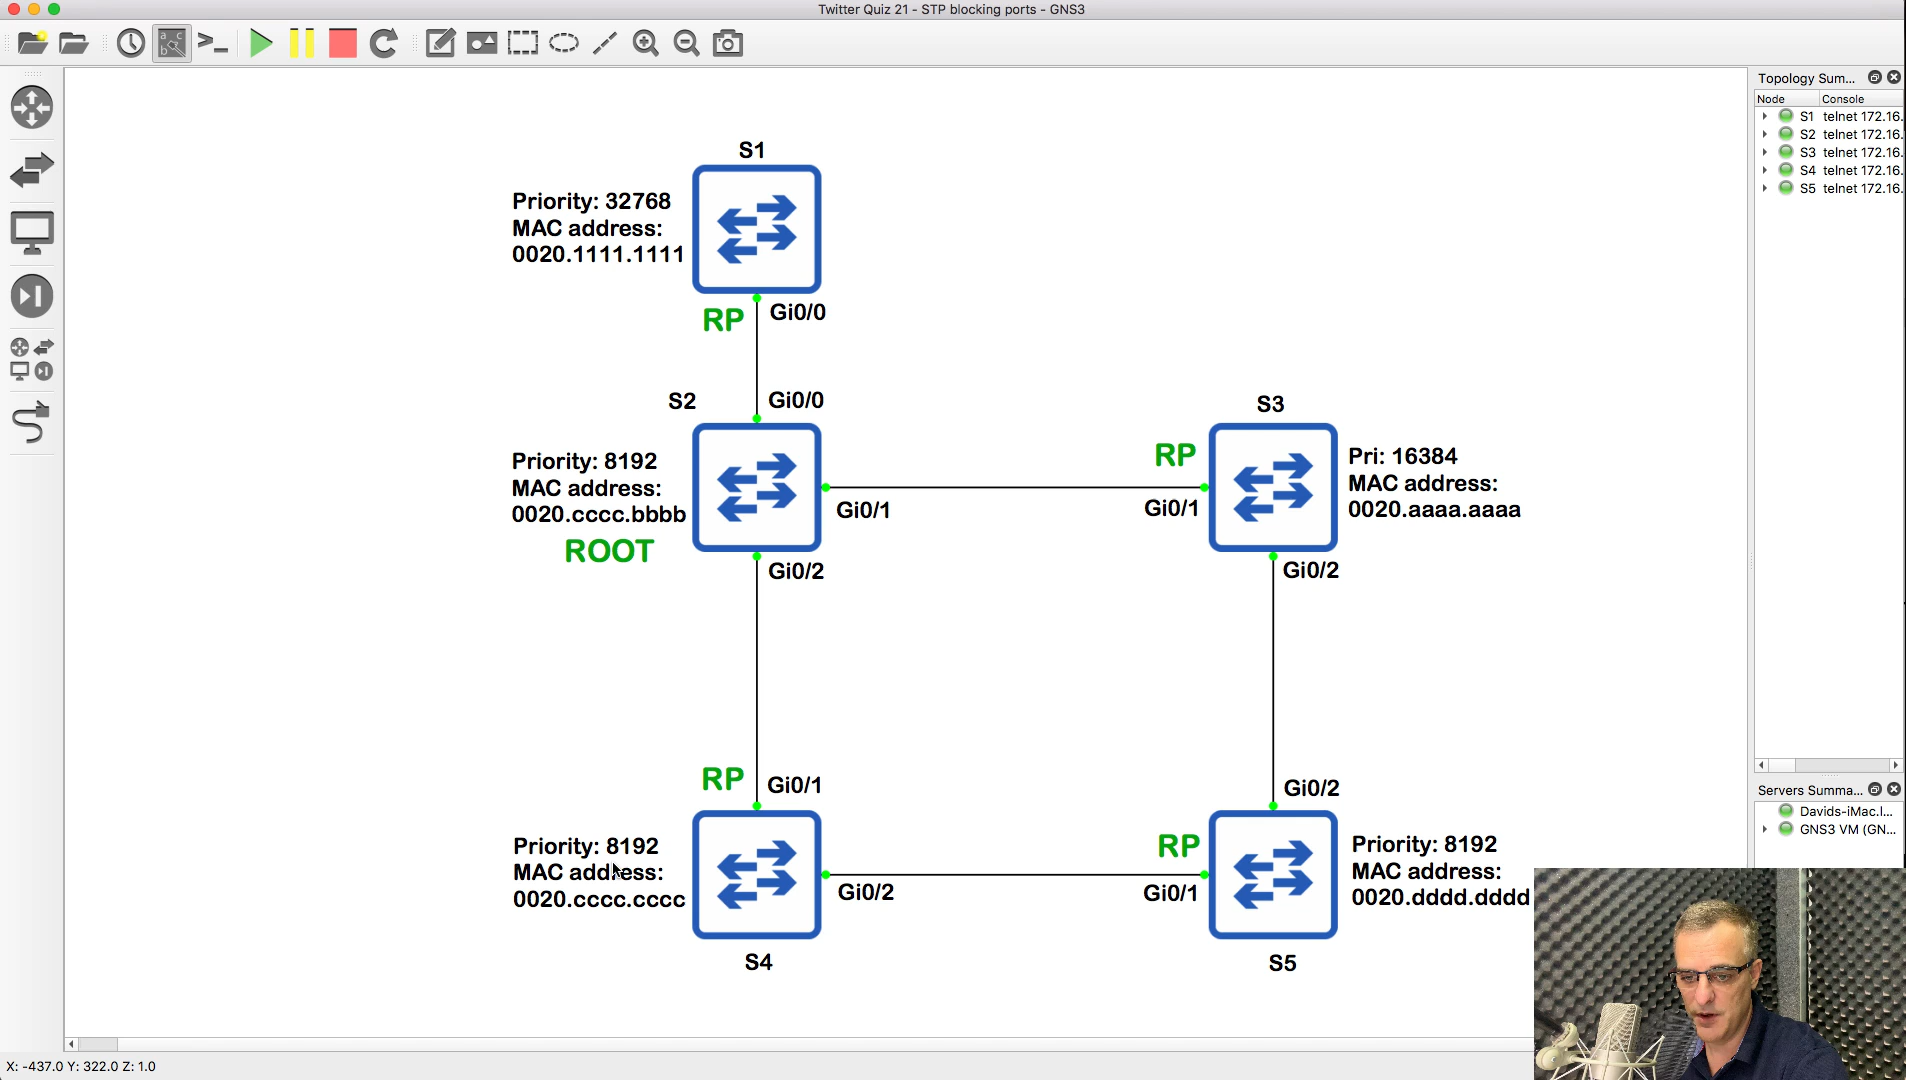 Twitter Quiz 21 - STP blocking ports - GNS3
Topology Sum...
Node Console
S1 telnet 172.16.
S2 telnet 172.16.
S3 telnet 172.16.
S4 telnet 172.16.
S5 telnet 172.16.
S1
Priority: 32768
MAC address:
0020.1111.1111
RP
Gi0/0
S2
Gi0/0
Priority: 8192
MAC address:
0020.cccc.bbbb
ROOT
Gi0/1
Gi0/2
S3
RP
Gi0/1
Pri: 16384
MAC address:
0020.aaaa.aaaa
Gi0/2
RP
Gi0/1
Priority: 8192
MAC address:
0020.cccc.cccc
Gi0/2
S4
Gi0/2
RP
Gi0/1
Priority: 8192
MAC address:
0020.dddd.dddd
S5
Servers Summa...
Davids-iMac.l...
GNS3 VM (GN...
X: -437.0 Y: 322.0 Z: 1.0